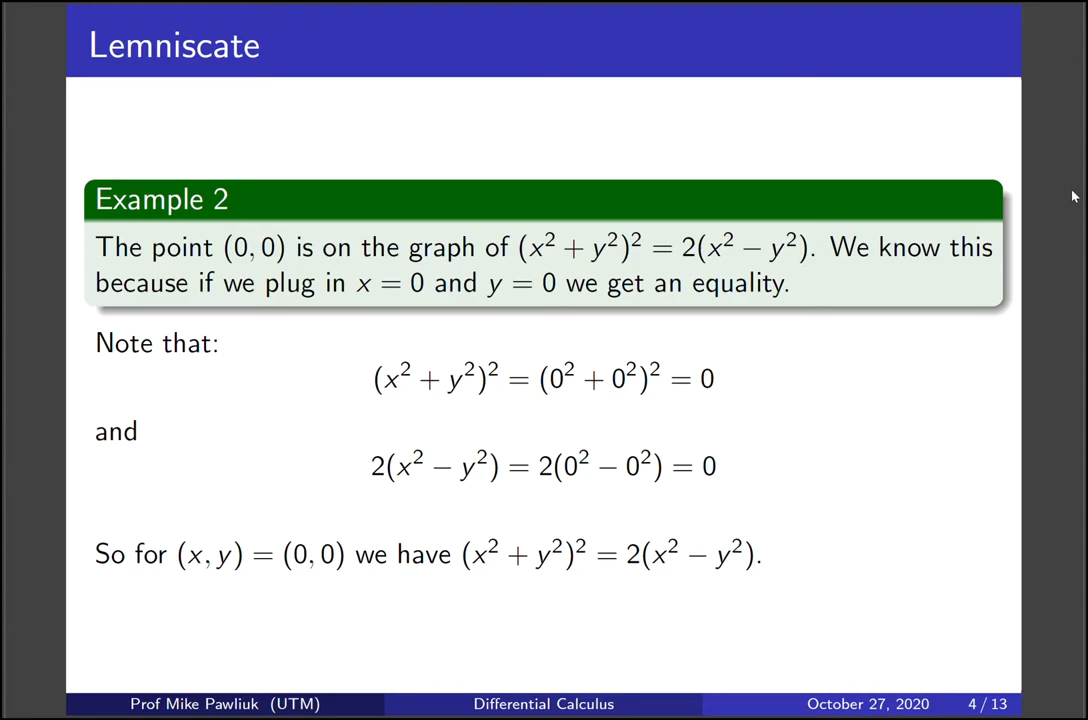 Lemniscate
Example 2
The point (0, 0) is on the graph of (x² + y²)² = 2(x² − y²). We know this
because if we plug in x = 0 and y = 0 we get an equality.
Note that:
(x² + y²)² = (0² + 0²)² = 0
and
2(x² − y²) = 2(0² − 0²) = 0
So for (x, y) = (0, 0) we have (x² + y²)² = 2(x² − y²).
Prof Mike Pawliuk (UTM) Differential Calculus October 27, 2020 4 / 13